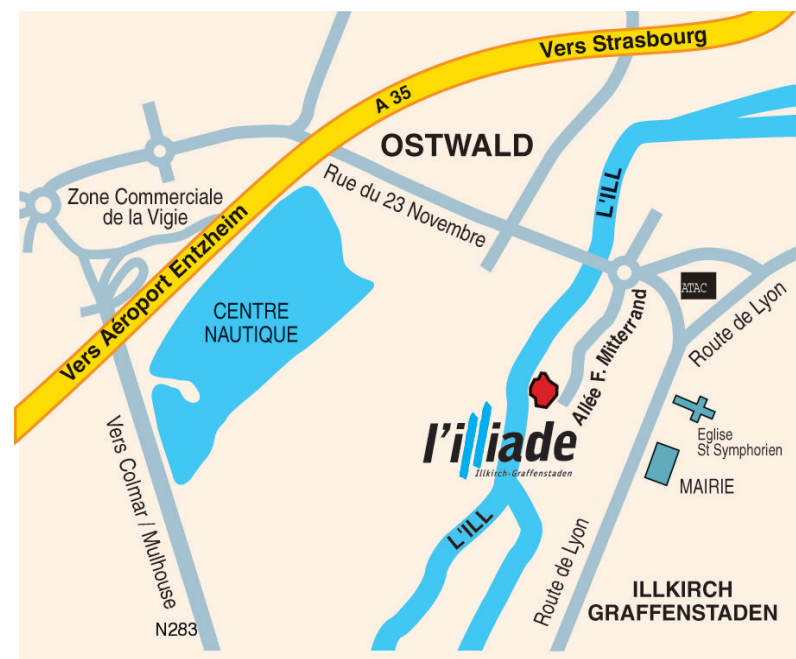 Vers Strasbourg
A 35
OSTWALD
L'ILL
Rue du 23 Novembre
Zone Commerciale
de la Vigie
Vers Aéroport Entzheim
CENTRE
NAUTIQUE
ATAC
Route de Lyon
Allée F. Mitterrand
l'illiade
Illkirch-Graffenstaden
Eglise
St Symphorien
MAIRIE
Vers Colmar / Mulhouse
N283
L'ILL
Route de Lyon
ILLKIRCH
GRAFFENSTADEN